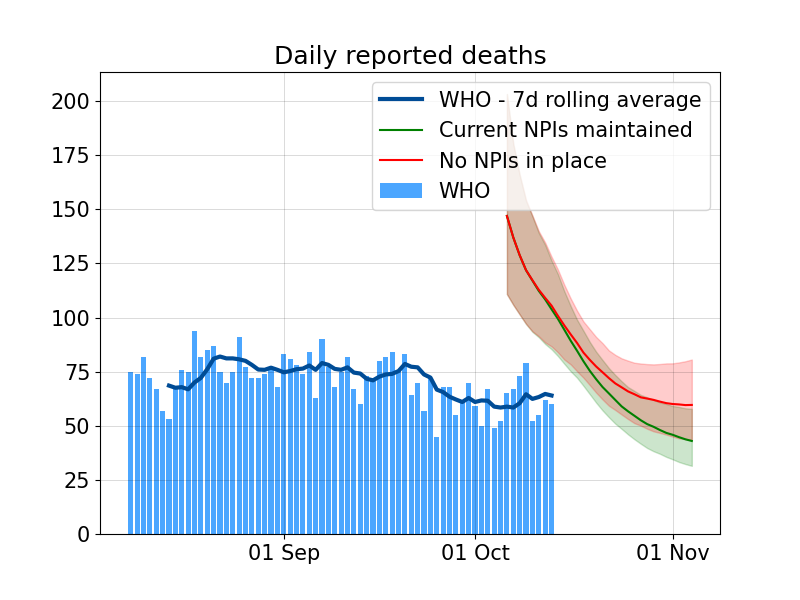 Daily reported deaths
WHO - 7d rolling average
Current NPIs maintained
No NPIs in place
WHO
200
175
150
125
100
75
50
25
0
01 Sep
01 Oct
01 Nov